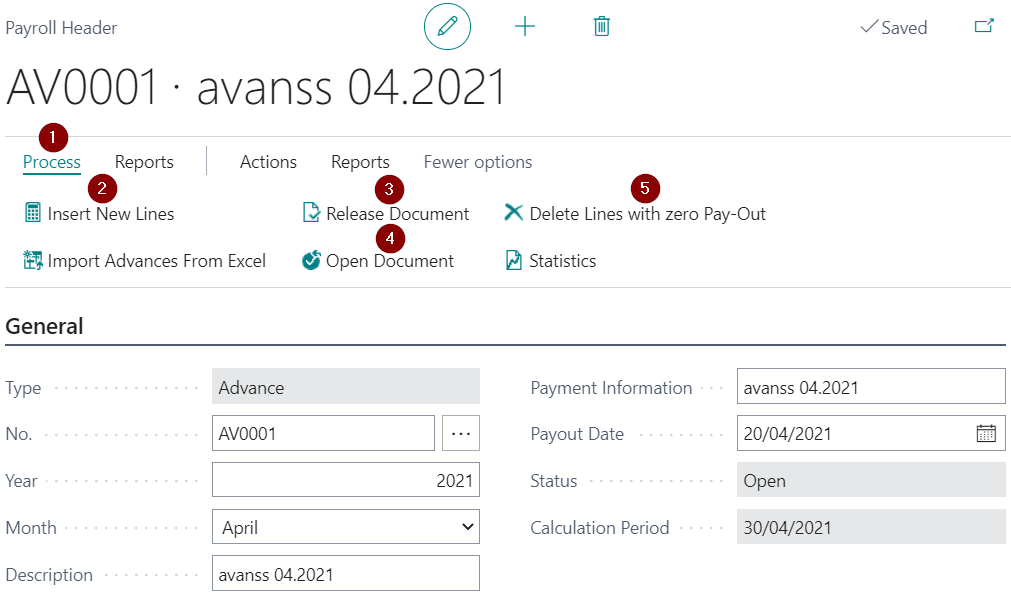 Payroll Header
Saved
AV0001 · avanss 04.2021
1
Process Reports Actions Reports Fewer options
2 3 5
Insert New Lines Release Document Delete Lines with zero Pay-Out
4
Import Advances From Excel Open Document Statistics
General
Type Advance Payment Information avanss 04.2021
No. AV0001 ... Payout Date 20/04/2021
Year 2021 Status Open
Month April Calculation Period 30/04/2021
Description avanss 04.2021